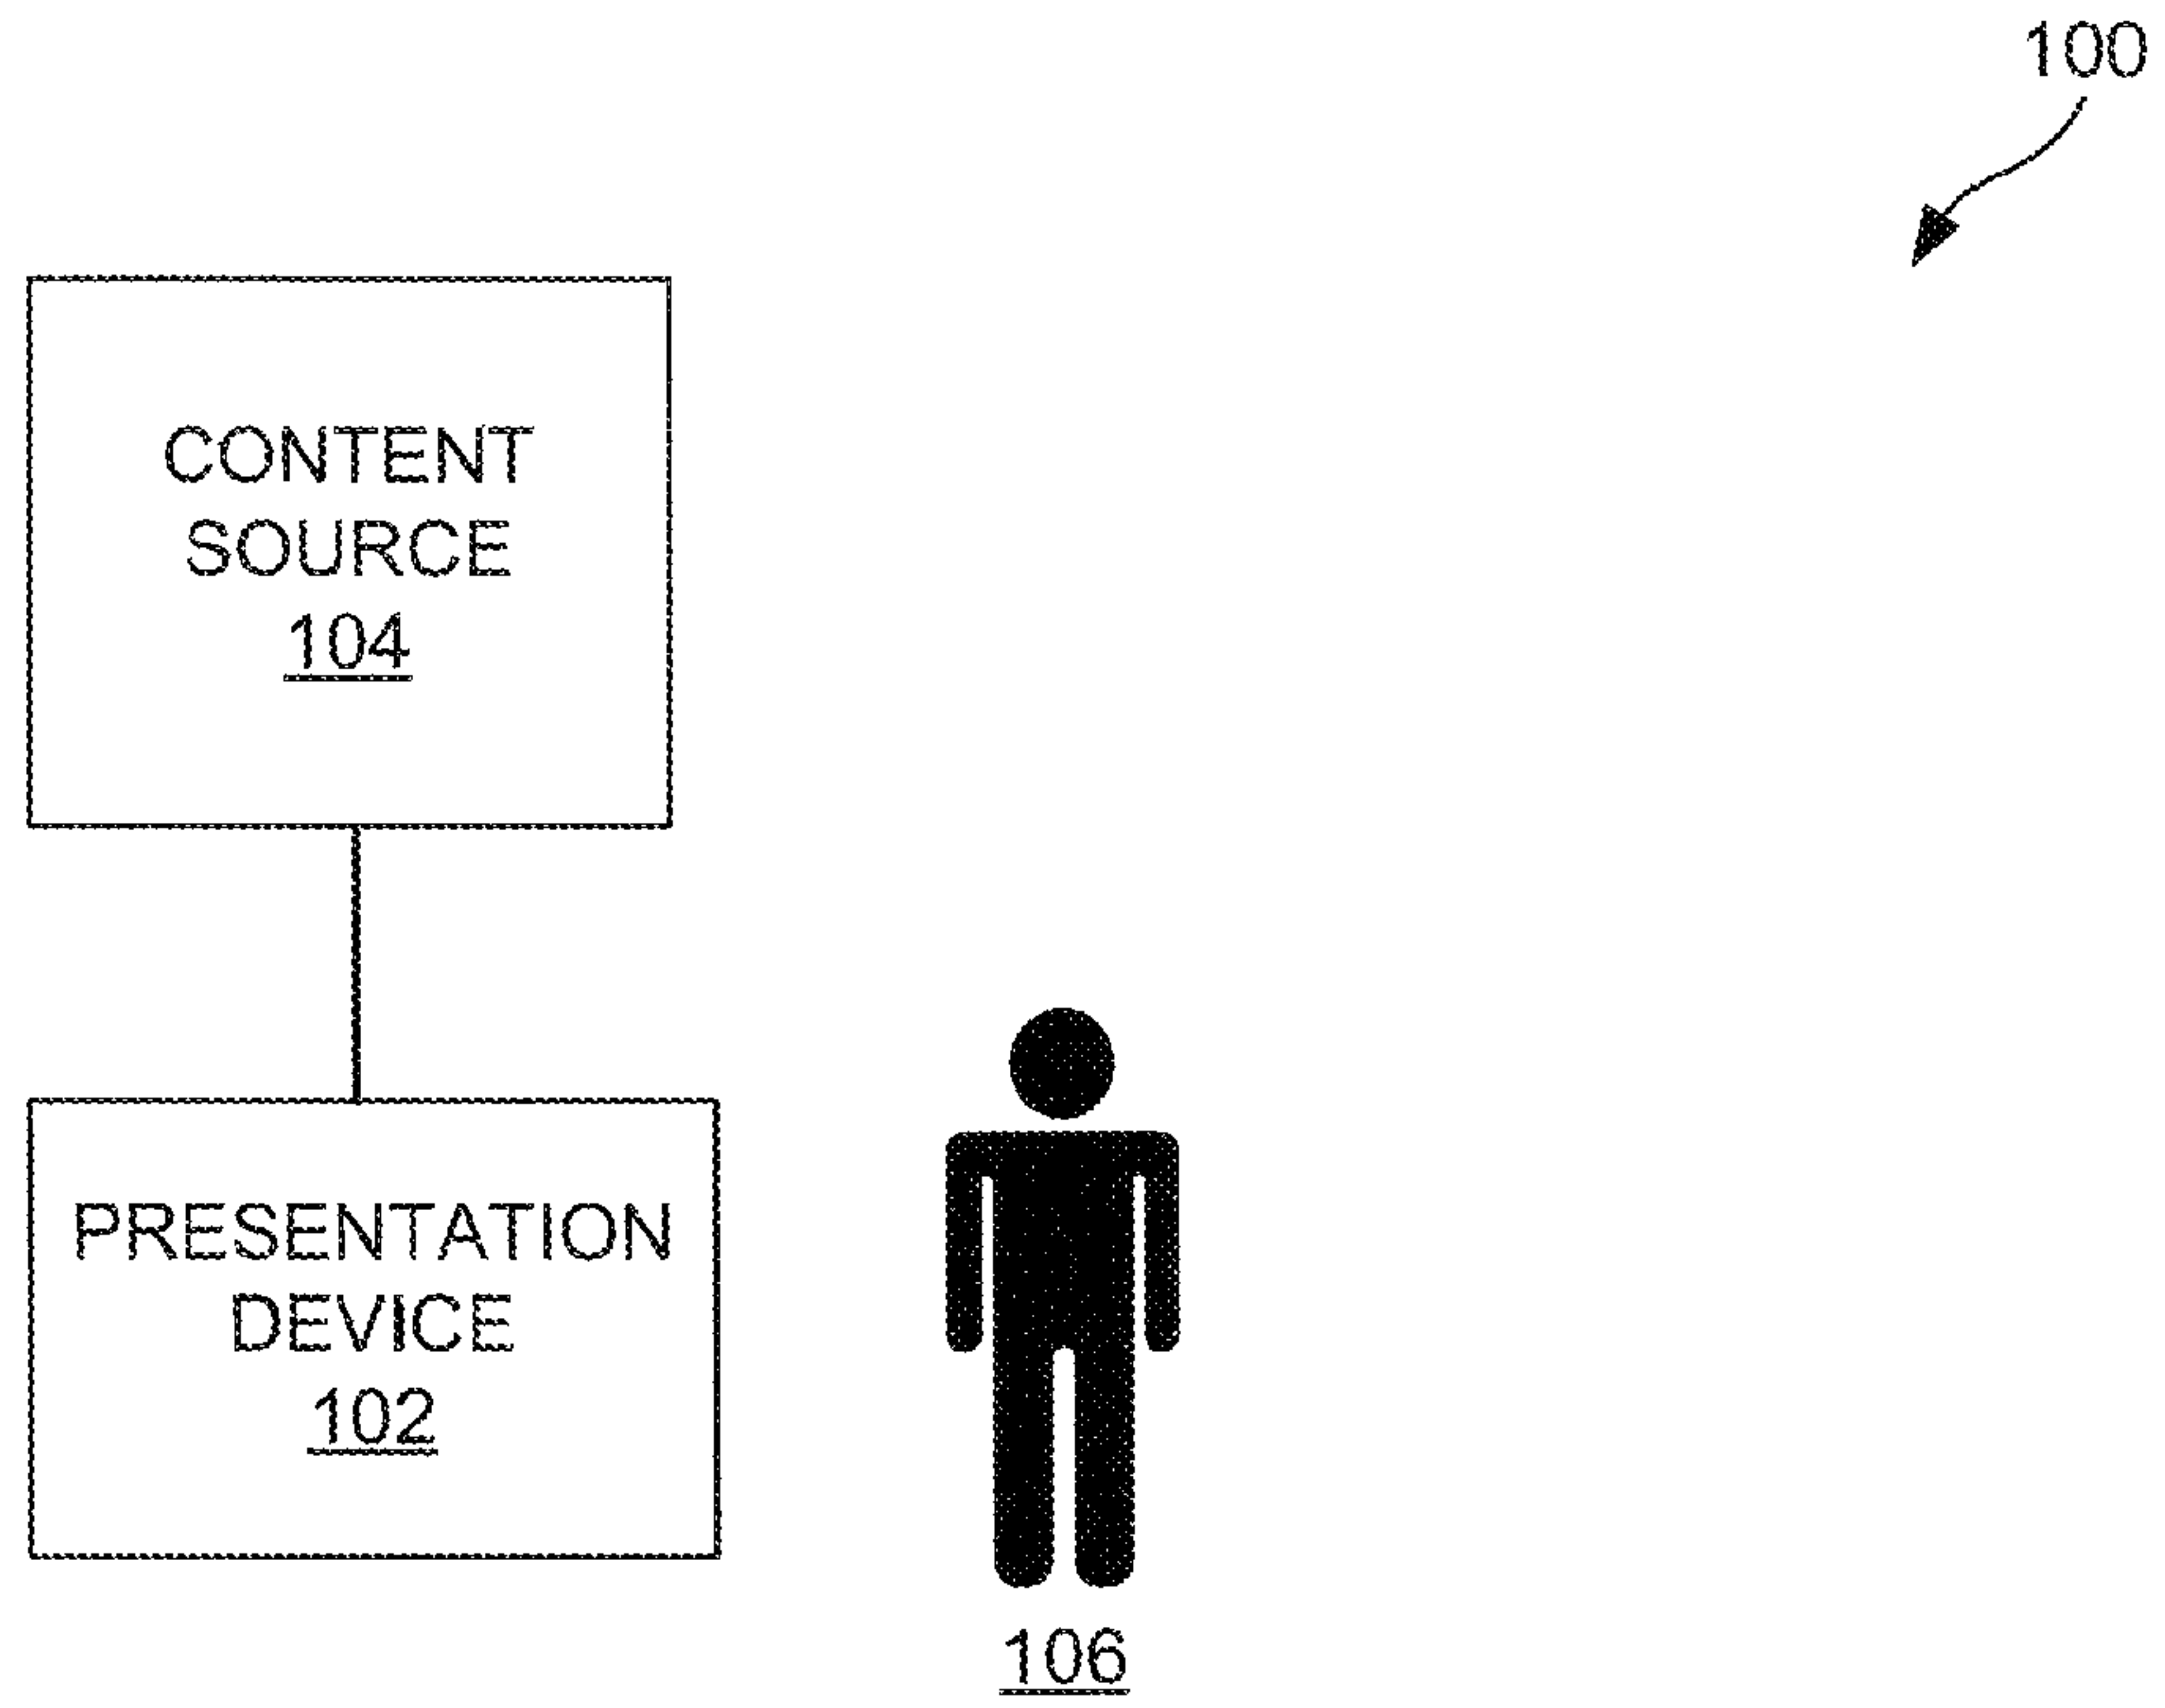 100
CONTENT
SOURCE
104
PRESENTATION
DEVICE
102
106